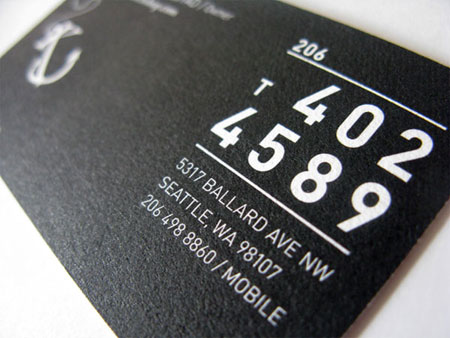 206
T 402
4589
5317 BALLARD AVE NW
SEATTLE, WA 98107
206 498 8860 / MOBILE